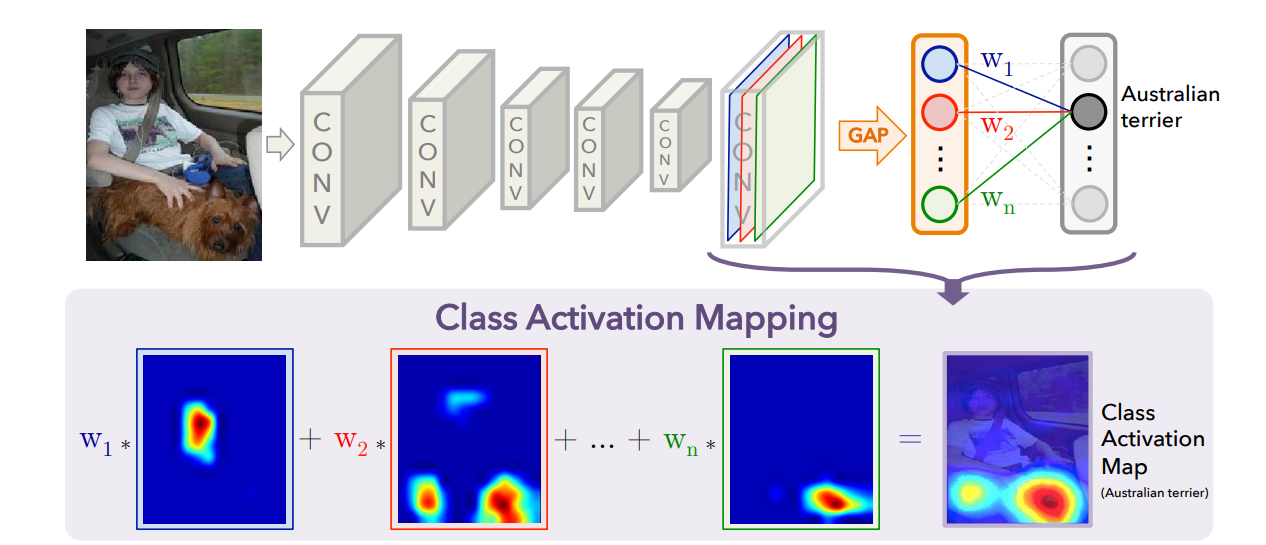 CONV
CONV
CONV
CONV
CONV
CONV
GAP
w1
w2
wn
⋮
⋮
Australian
terrier
Class Activation Mapping
w1 * + w2 * + ... + wn * =
Class
Activation
Map
(Australian terrier)